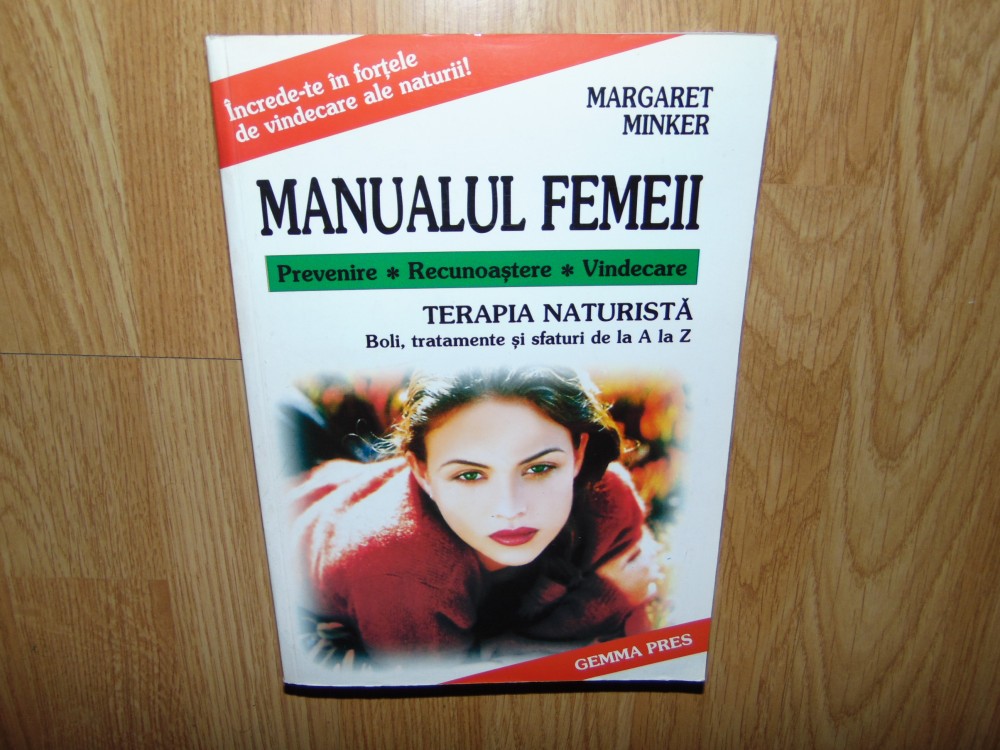 Încrede-te în forțele
de vindecare ale naturii!
MARGARET
MINKER
MANUALUL FEMEII
Prevenire * Recunoaștere * Vindecare
TERAPIA NATURISTĂ
Boli, tratamente și sfaturi de la A la Z
GEMMA PRES